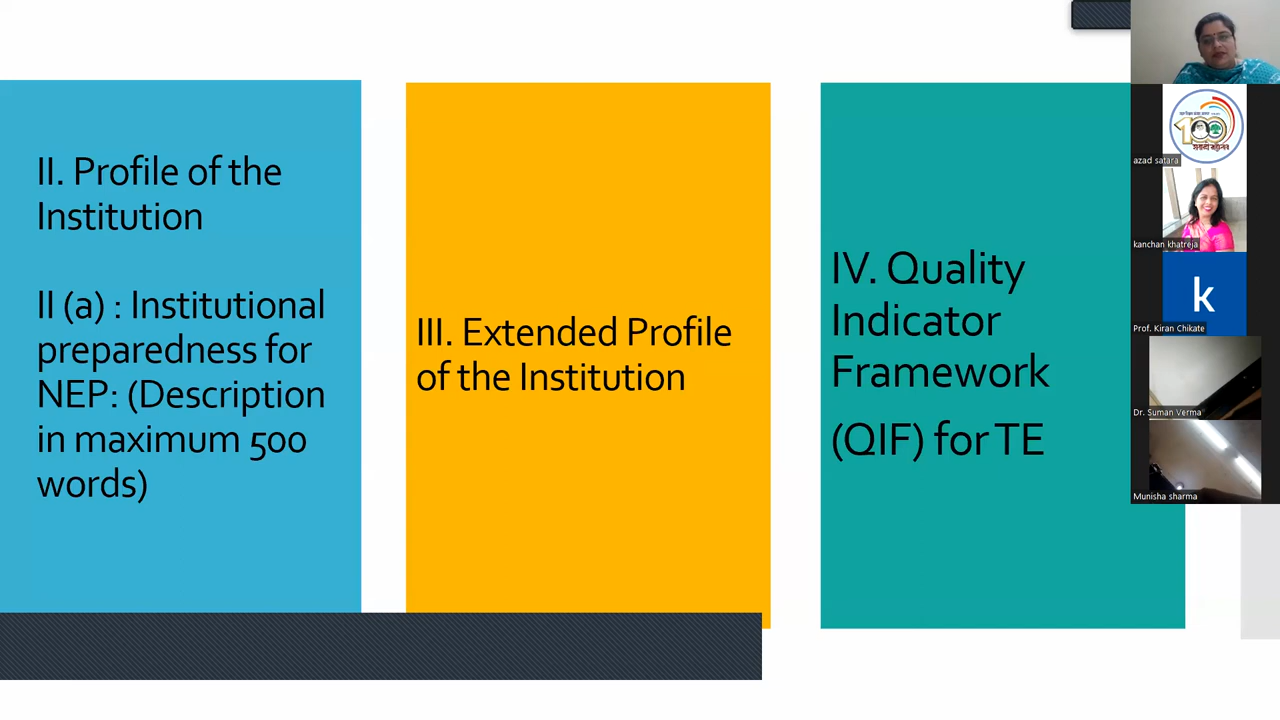 II. Profile of the
Institution
II (a) : Institutional
preparedness for
NEP: (Description
in maximum 500
words)
III. Extended Profile
of the Institution
IV. Quality
Indicator
Framework
(QIF) for TE
100
azad satara
kanchan khatreja
k
Prof. Kiran Chikate
Dr. Suman Verma
Munisha sharma